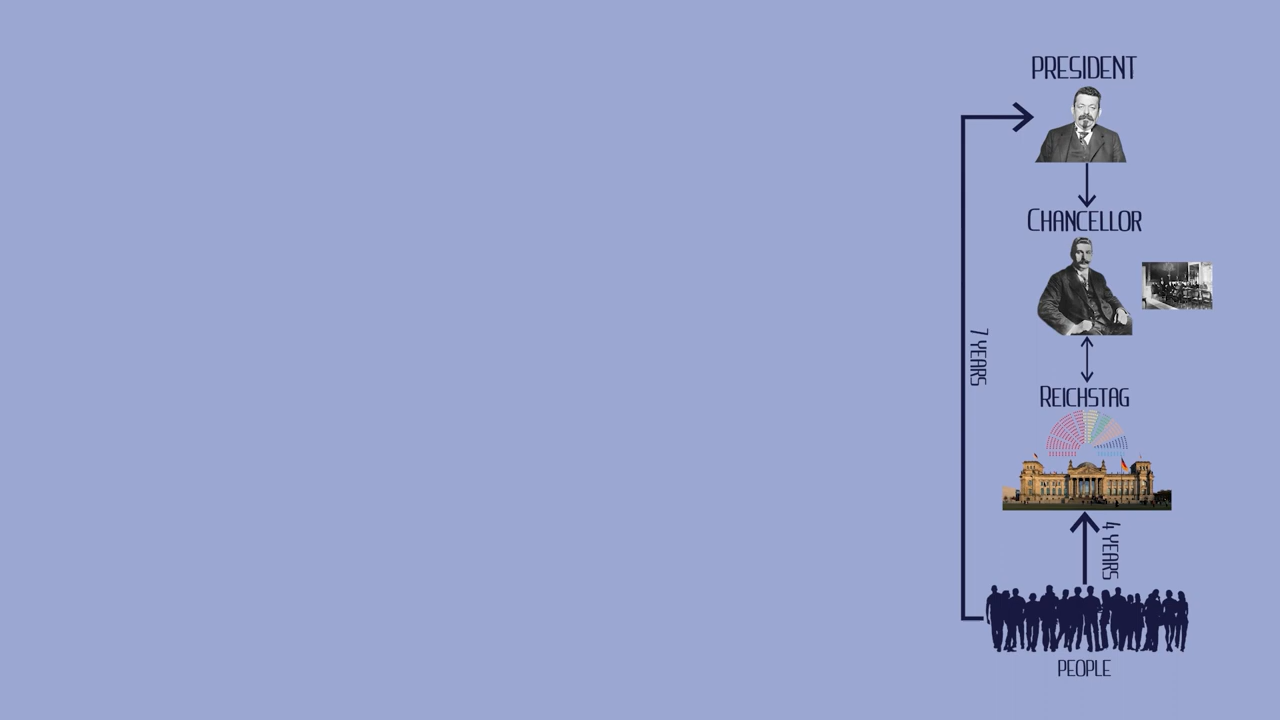 PRESIDENT
CHANCELLOR
7 YEARS
REICHSTAG
4 YEARS
PEOPLE